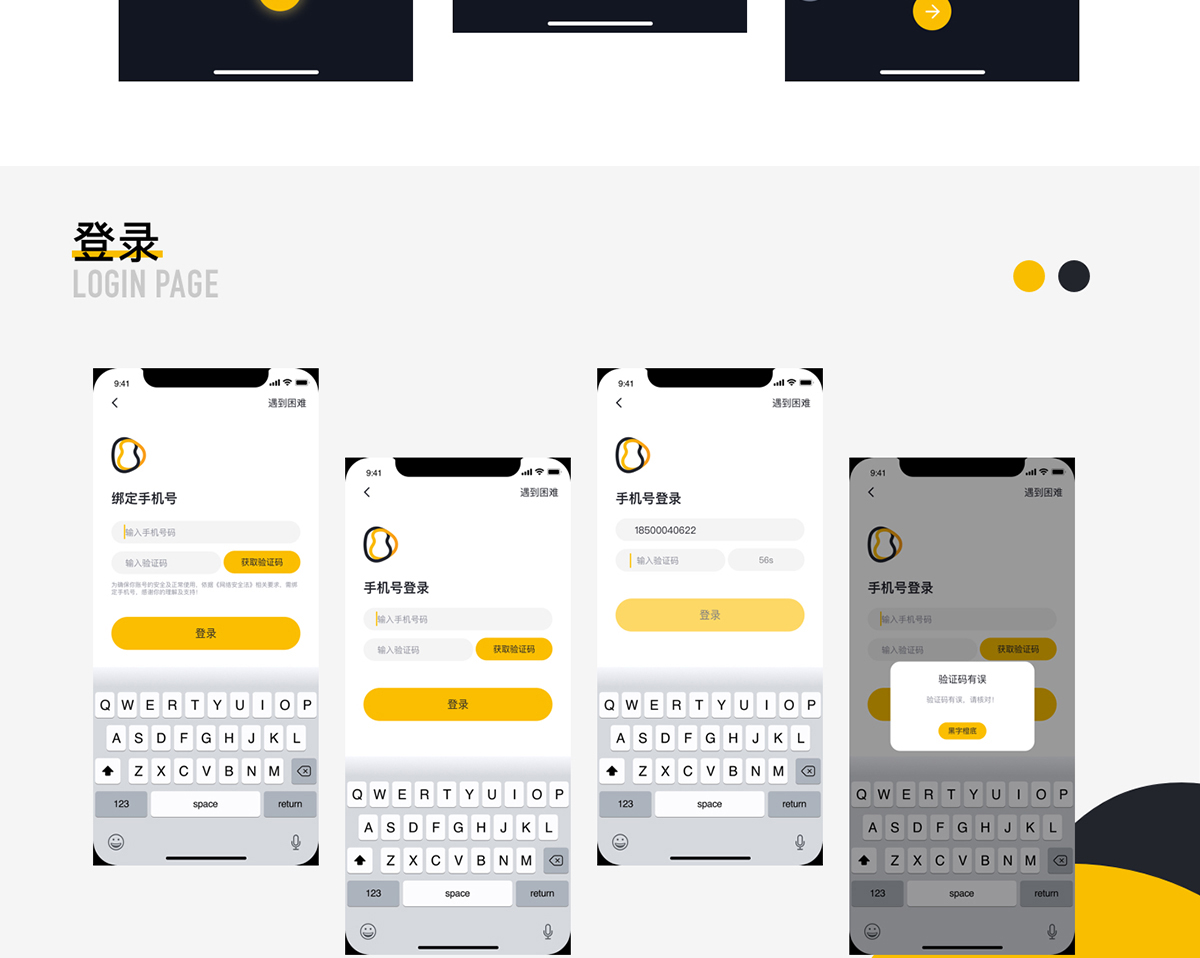 登录
LOGIN PAGE
9:41
遇到困难
绑定手机号
输入手机号码
输入验证码
获取验证码
为确保你账号的安全及正常使用，依据《网络安全法》相关要求，需绑
定手机号，感谢你的理解及支持！
登录
Q W E R T Y U I O P
A S D F G H J K L
Z X C V B N M
123 space return
9:41
遇到困难
手机号登录
输入手机号码
输入验证码
获取验证码
登录
Q W E R T Y U I O P
A S D F G H J K L
Z X C V B N M
123 space return
9:41
遇到困难
手机号登录
18500040622
输入验证码
56s
登录
Q W E R T Y U I O P
A S D F G H J K L
Z X C V B N M
123 space return
9:41
遇到困难
手机号登录
输入手机号码
输入验证码
获取验证码
验证码有误
验证码有误，请核对！
黑字橙底
Q W E R T Y U I O P
A S D F G H J K L
Z X C V B N M
123 space return